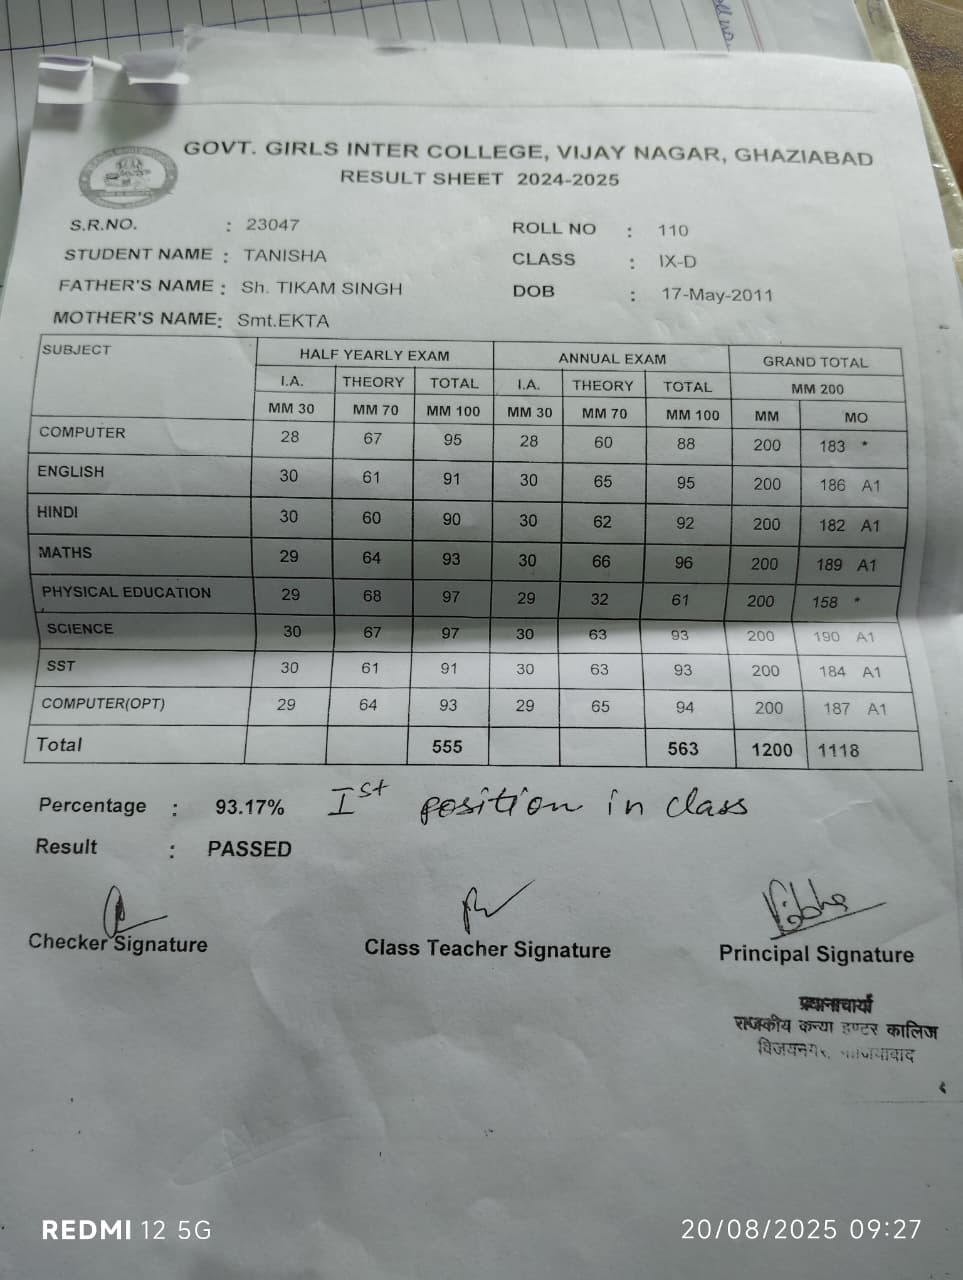 GOVT. GIRLS INTER COLLEGE, VIJAY NAGAR, GHAZIABAD
RESULT SHEET 2024-2025
S.R.NO. : 23047 ROLL NO : 110
STUDENT NAME : TANISHA CLASS : IX-D
FATHER'S NAME : Sh. TIKAM SINGH DOB : 17-May-2011
MOTHER'S NAME: Smt.EKTA
SUBJECT HALF YEARLY EXAM ANNUAL EXAM GRAND TOTAL
I.A. THEORY TOTAL I.A. THEORY TOTAL MM 200
MM 30 MM 70 MM 100 MM 30 MM 70 MM 100 MM MO
COMPUTER 28 67 95 28 60 88 200 183 *
ENGLISH 30 61 91 30 65 95 200 186 A1
HINDI 30 60 90 30 62 92 200 182 A1
MATHS 29 64 93 30 66 96 200 189 A1
PHYSICAL EDUCATION 29 68 97 29 32 61 200 158 *
SCIENCE 30 67 97 30 63 93 200 190 A1
SST 30 61 91 30 63 93 200 184 A1
COMPUTER(OPT) 29 64 93 29 65 94 200 187 A1
Total 555 563 1200 1118
Percentage : 93.17% Ist position in class
Result : PASSED
Checker Signature Class Teacher Signature Principal Signature
प्रधानाचार्या
राजकीय कन्या इण्टर कालिज
विजयनगर,
REDMI 12 5G 20/08/2025 09:27